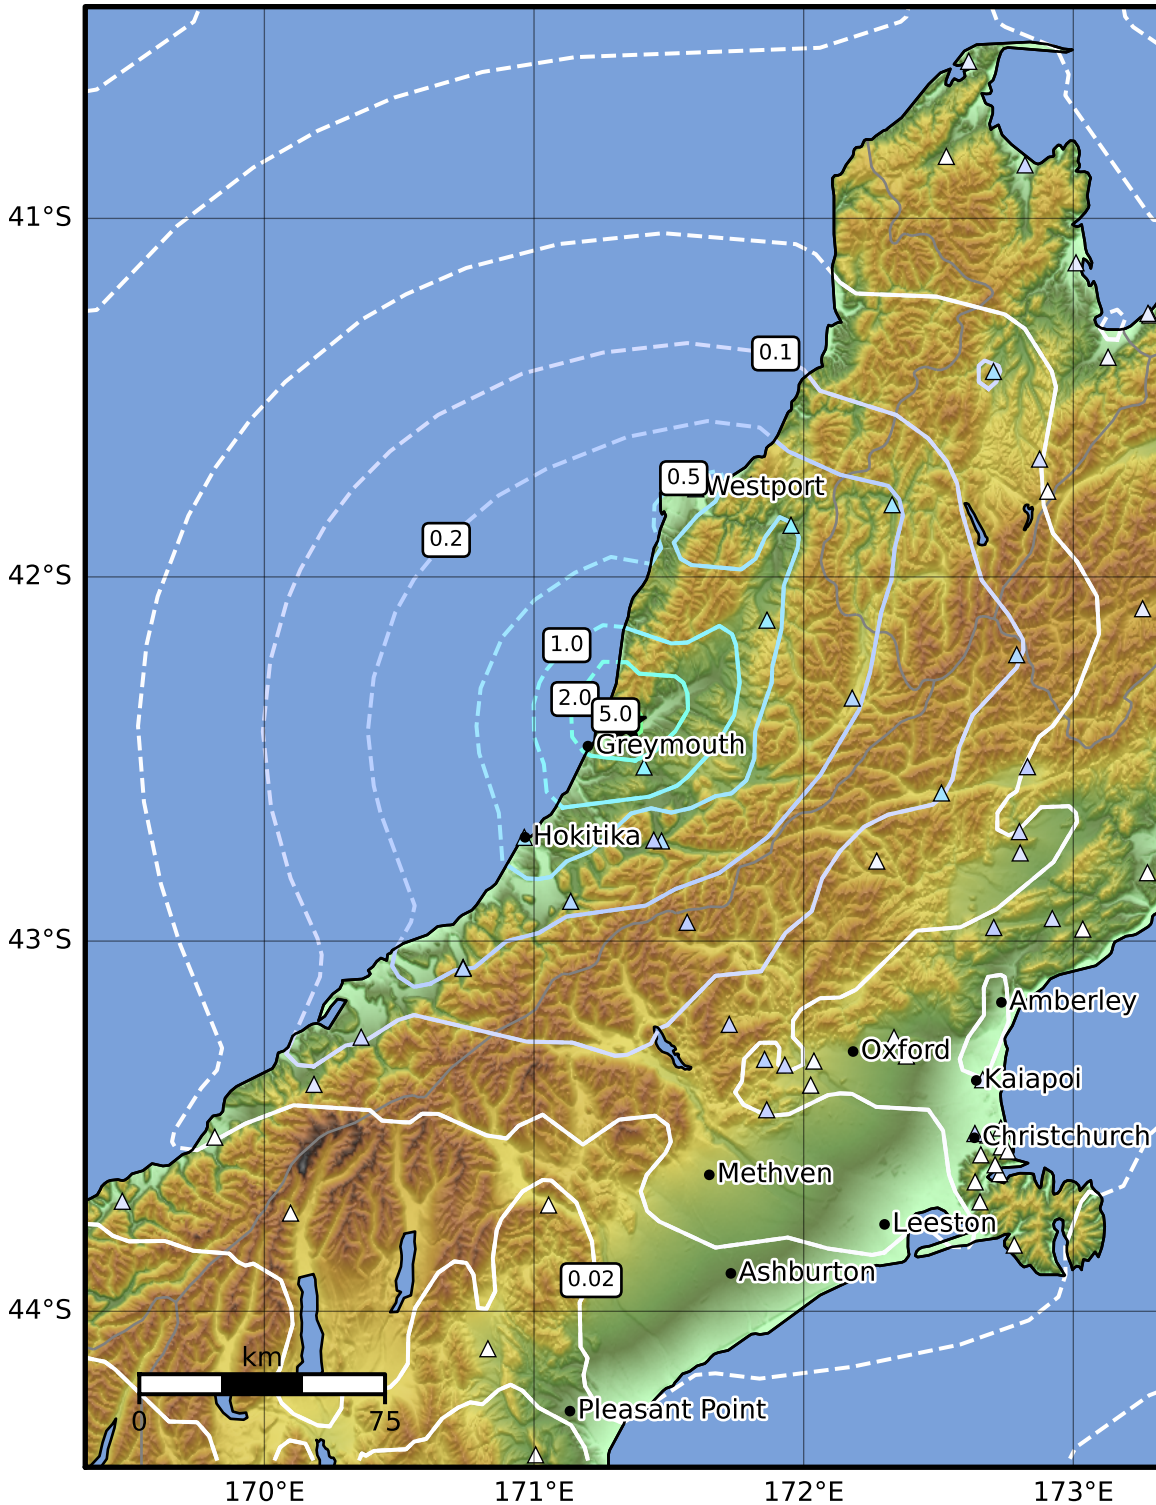 41°S
0.1
0.5
Westport
0.2
42°S
1.0
2.0
5.0
Greymouth
Hokitika
43°S
Amberley
Oxford
Kaiapoi
Christchurch
Methven
Leeston
Ashburton
0.02
44°S
km
0
75
Pleasant Point
170°E
171°E
172°E
173°E